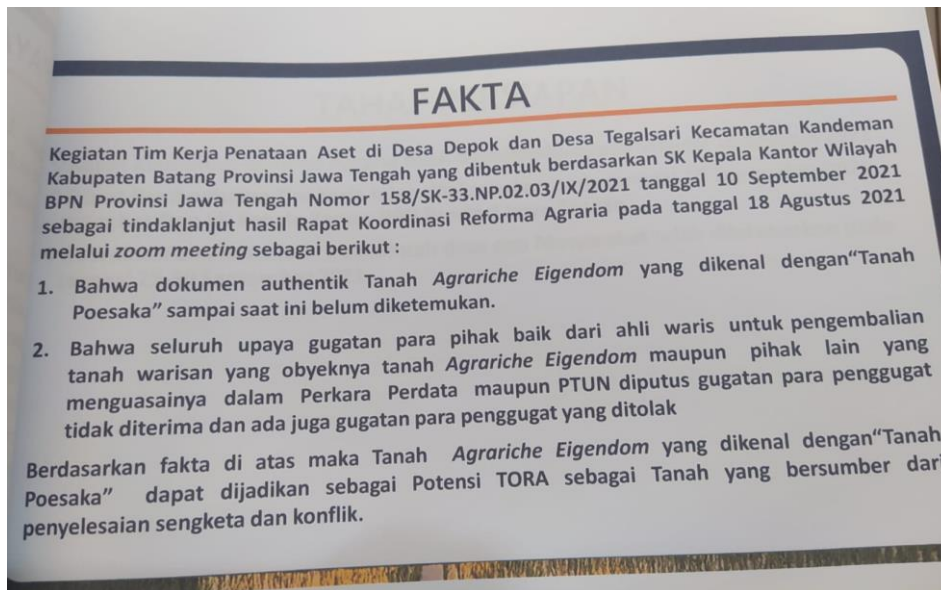 FAKTA
Kegiatan Tim Kerja Penataan Aset di Desa Depok dan Desa Tegalsari Kecamatan Kandeman
Kabupaten Batang Provinsi Jawa Tengah yang dibentuk berdasarkan SK Kepala Kantor Wilayah
BPN Provinsi Jawa Tengah Nomor 158/SK-33.NP.02.03/IX/2021 tanggal 10 September 2021
sebagai tindaklanjut hasil Rapat Koordinasi Reforma Agraria pada tanggal 18 Agustus 2021
melalui zoom meeting sebagai berikut :
1. Bahwa dokumen authentik Tanah Agrariche Eigendom yang dikenal dengan“Tanah
Poesaka” sampai saat ini belum diketemukan.
2. Bahwa seluruh upaya gugatan para pihak baik dari ahli waris untuk pengembalian
tanah warisan yang obyeknya tanah Agrariche Eigendom maupun pihak lain yang
menguasainya dalam Perkara Perdata maupun PTUN diputus gugatan para penggugat
tidak diterima dan ada juga gugatan para penggugat yang ditolak
Berdasarkan fakta di atas maka Tanah Agrariche Eigendom yang dikenal dengan“Tanah
Poesaka” dapat dijadikan sebagai Potensi TORA sebagai Tanah yang bersumber dari
penyelesaian sengketa dan konflik.